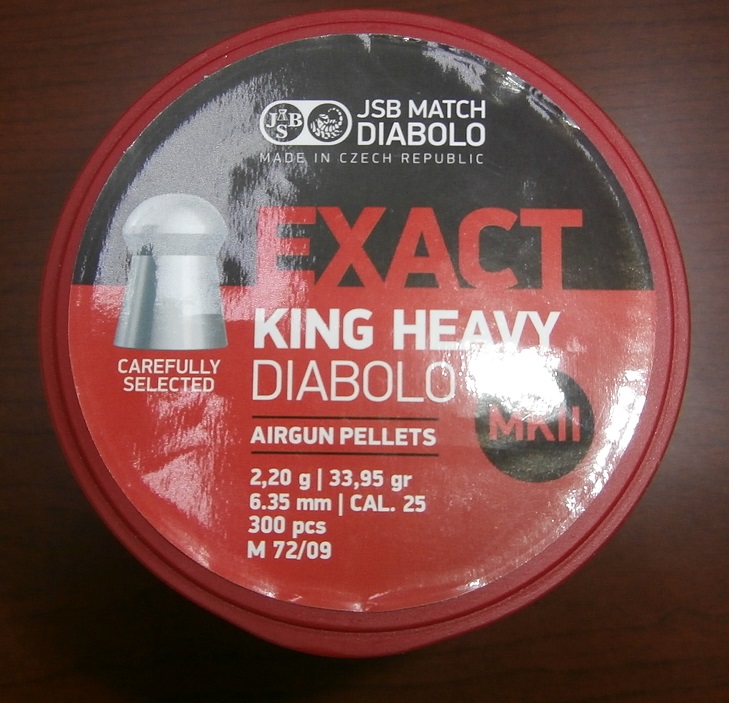 JSB
JSB MATCH
DIABOLO
MADE IN CZECH REPUBLIC
EXACT
KING HEAVY
DIABOLO
MKII
CAREFULLY
SELECTED
AIRGUN PELLETS
2,20 g | 33,95 gr
6.35 mm | CAL. 25
300 pcs
M 72/09